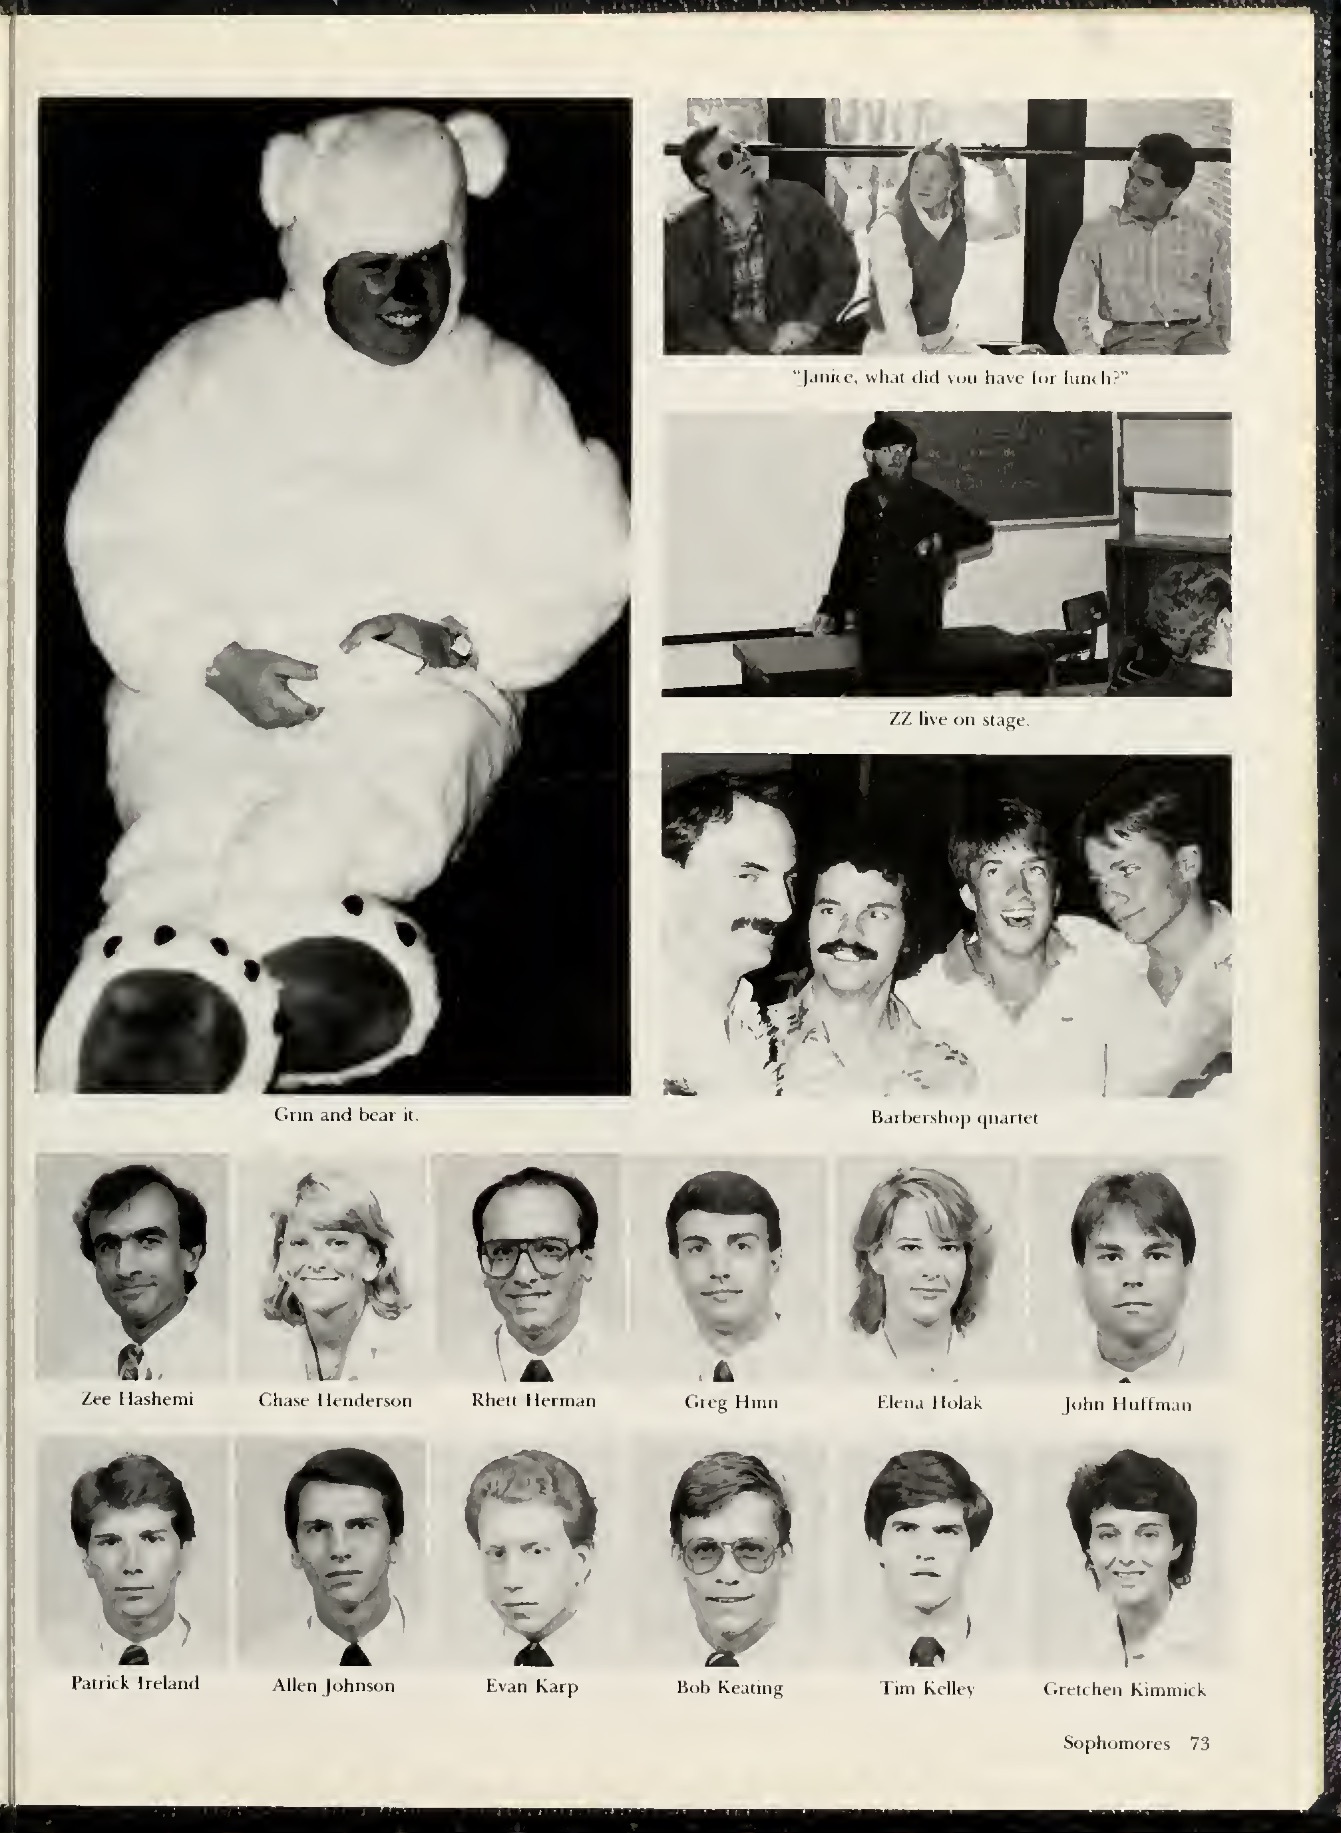 "Janice, what did you have for lunch?"
ZZ live on stage.
Grin and bear it.
Barbershop quartet
Zee Hashemi
Chase Henderson
Rhett Herman
Greg Hinn
Elena Holak
John Huffman
Patrick Ireland
Allen Johnson
Evan Karp
Bob Keating
Tim Kelley
Gretchen Kimmick
Sophomores 73